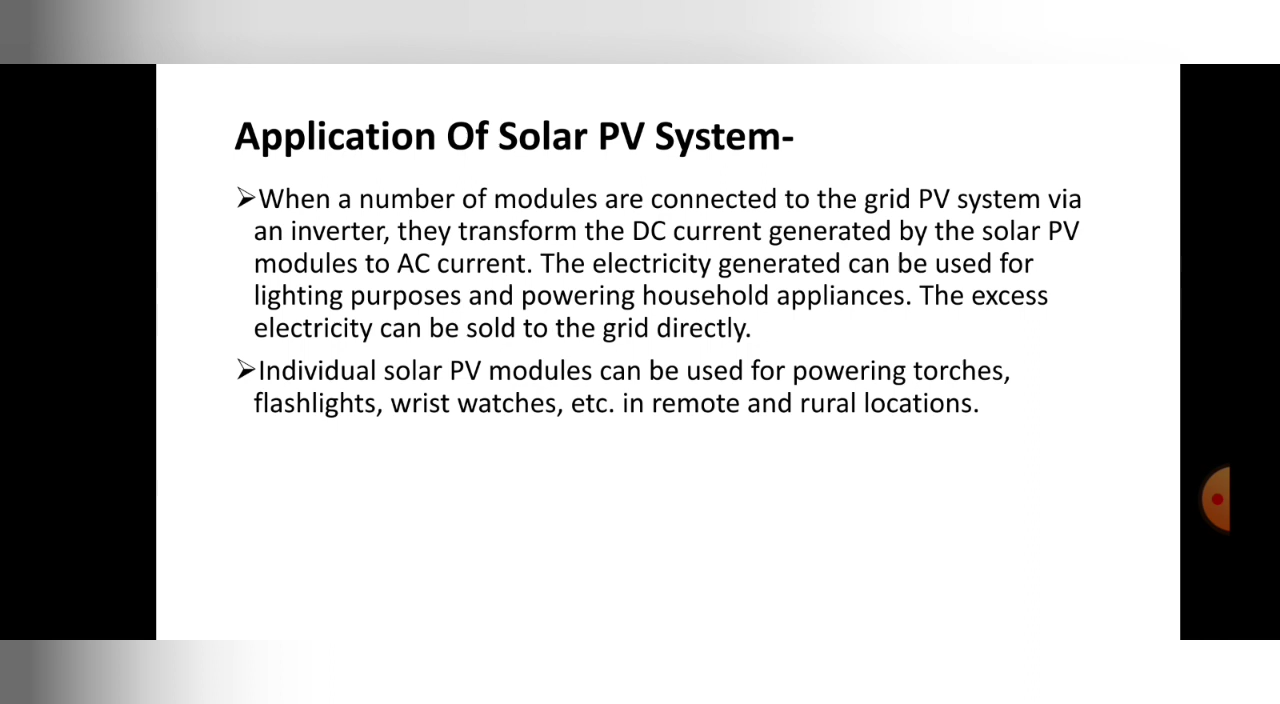 Application Of Solar PV System-
➢When a number of modules are connected to the grid PV system via
an inverter, they transform the DC current generated by the solar PV
modules to AC current. The electricity generated can be used for
lighting purposes and powering household appliances. The excess
electricity can be sold to the grid directly.
➢Individual solar PV modules can be used for powering torches,
flashlights, wrist watches, etc. in remote and rural locations.